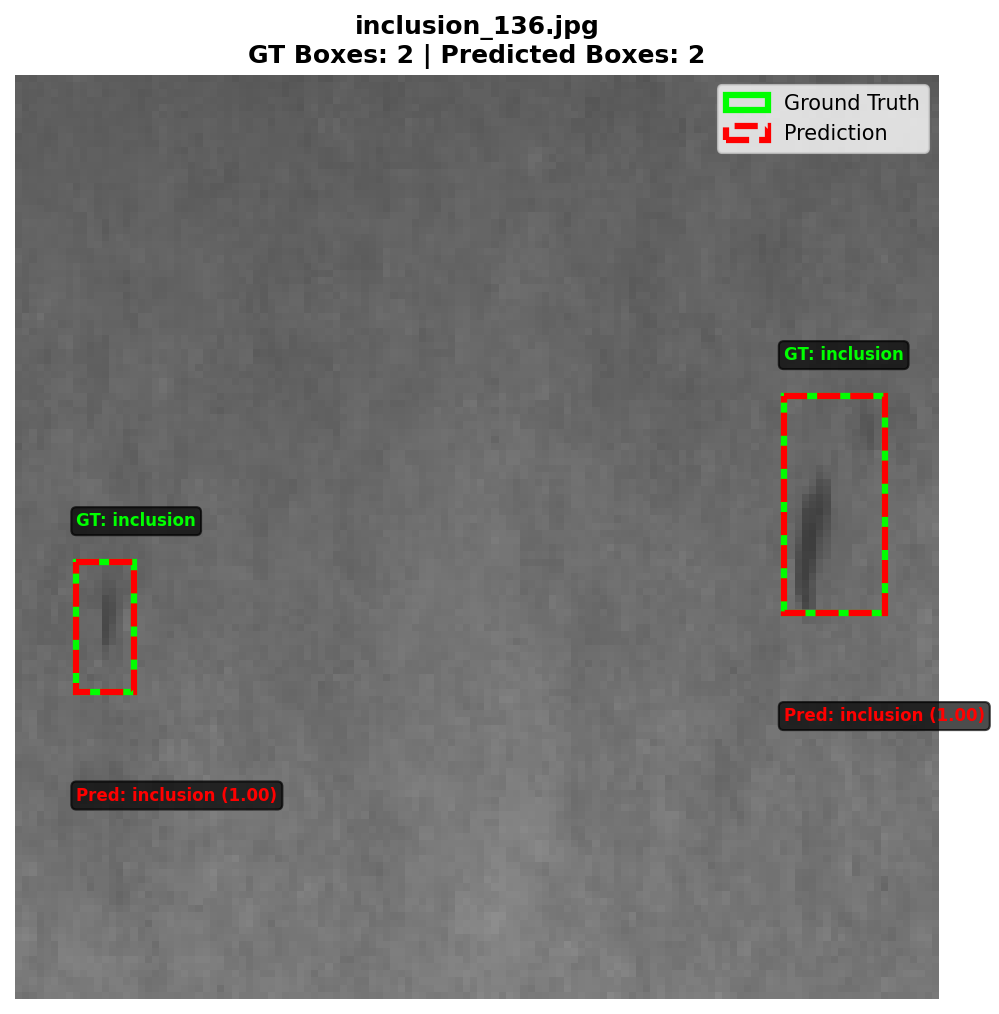 inclusion_136.jpg
GT Boxes: 2 | Predicted Boxes: 2
Ground Truth
Prediction
GT: inclusion
GT: inclusion
Pred: inclusion (1.00)
Pred: inclusion (1.00)